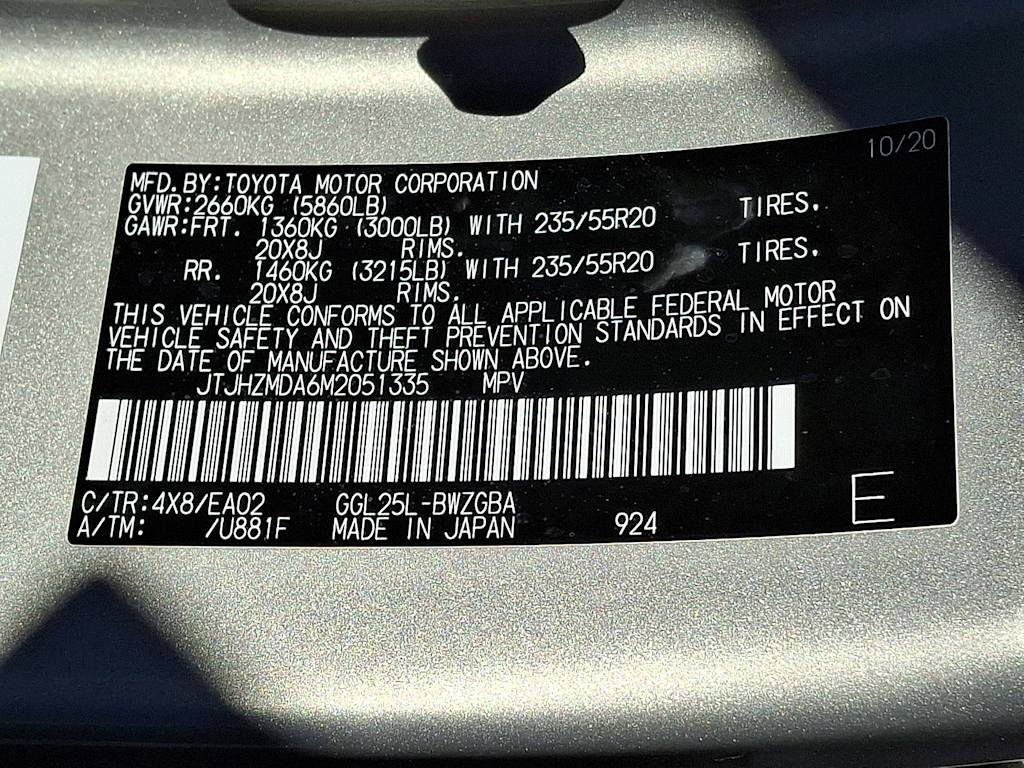 10/20
MFD.BY:TOYOTA MOTOR CORPORATION
GVWR:2660KG (5860LB)
GAWR:FRT. 1360KG (3000LB) WITH 235/55R20 TIRES,
20X8J RIMS.
RR. 1460KG (3215LB) WITH 235/55R20 TIRES,
20X8J RIMS.
THIS VEHICLE CONFORMS TO ALL APPLICABLE FEDERAL MOTOR
VEHICLE SAFETY AND THEFT PREVENTION STANDARDS IN EFFECT ON
THE DATE OF MANUFACTURE SHOWN ABOVE.
JTJHZMDA6M2051335 MPV
C/TR:4X8/EA02 GGL25L-BWZGBA
A/TM: /U881F MADE IN JAPAN 924 E